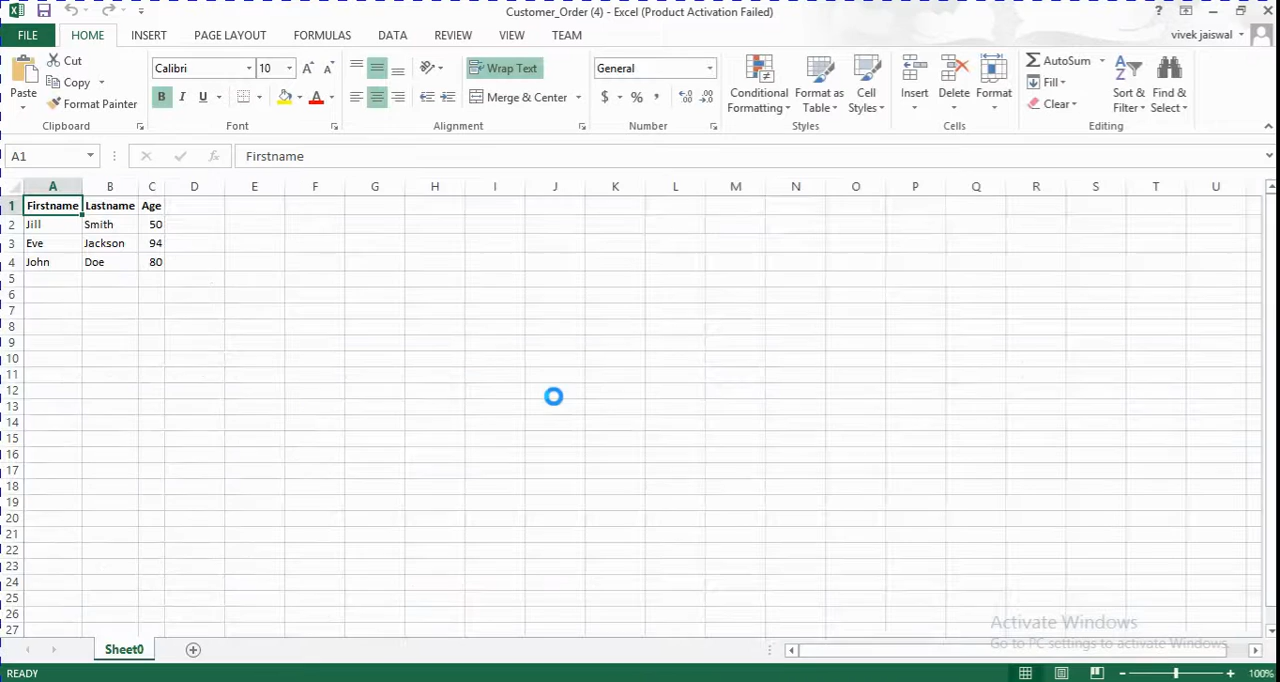 Customer_Order (4) - Excel (Product Activation Failed)
FILE HOME INSERT PAGE LAYOUT FORMULAS DATA REVIEW VIEW TEAM vivek jaiswal
Paste Cut Copy Format Painter
Clipboard
Calibri 10 A A
B I U A
Font
Wrap Text
Merge & Center
Alignment
General
$ % ,
Number
Conditional Formatting
Format as Table
Cell Styles
Styles
Insert Delete Format
Cells
AutoSum
Fill
Clear
Sort & Filter
Find & Select
Editing
A1 fx Firstname
A B C D E F G H I J K L M N O P Q R S T U
1 Firstname Lastname Age
2 Jill Smith 50
3 Eve Jackson 94
4 John Doe 80
5
6
7
8
9
10
11
12
13
14
15
16
17
18
19
20
21
22
23
24
25
26
27
Activate Windows
Go to PC settings to activate Windows.
Sheet0
READY 100%